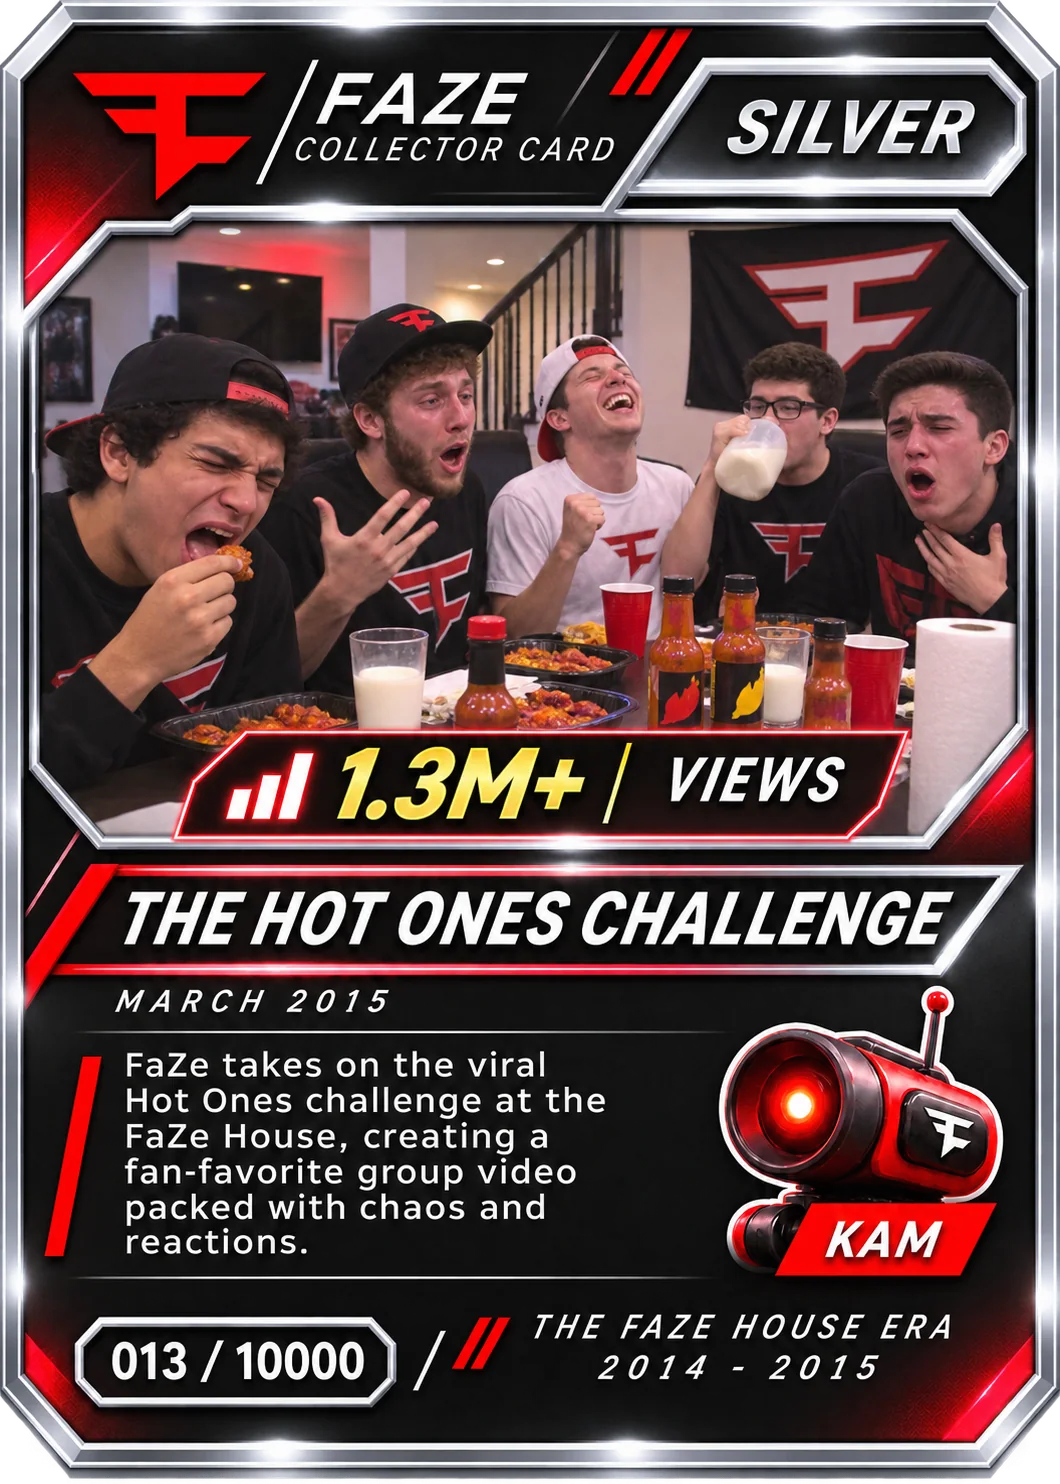 FAZE
COLLECTOR CARD
SILVER
1.3M+ VIEWS
THE HOT ONES CHALLENGE
MARCH 2015
FaZe takes on the viral
Hot Ones challenge at the
FaZe House, creating a
fan-favorite group video
packed with chaos and
reactions.
KAM
013 / 10000
THE FAZE HOUSE ERA
2014 - 2015